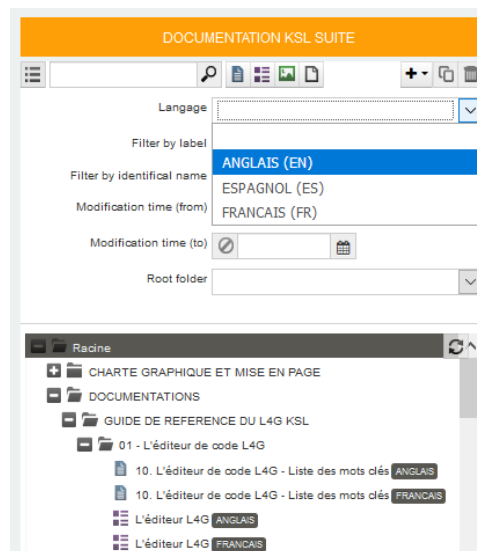 DOCUMENTATION KSL SUITE
Langage
Filter by label
ANGLAIS (EN)
Filter by identifical name
ESPAGNOL (ES)
Modification time (from)
FRANCAIS (FR)
Modification time (to)
Root folder
Racine
CHARTE GRAPHIQUE ET MISE EN PAGE
DOCUMENTATIONS
GUIDE DE REFERENCE DU L4G KSL
01 - L'éditeur de code L4G
10. L'éditeur de code L4G - Liste des mots clés ANGLAIS
10. L'éditeur de code L4G - Liste des mots clés FRANCAIS
L'éditeur L4G ANGLAIS
L'éditeur L4G FRANCAIS